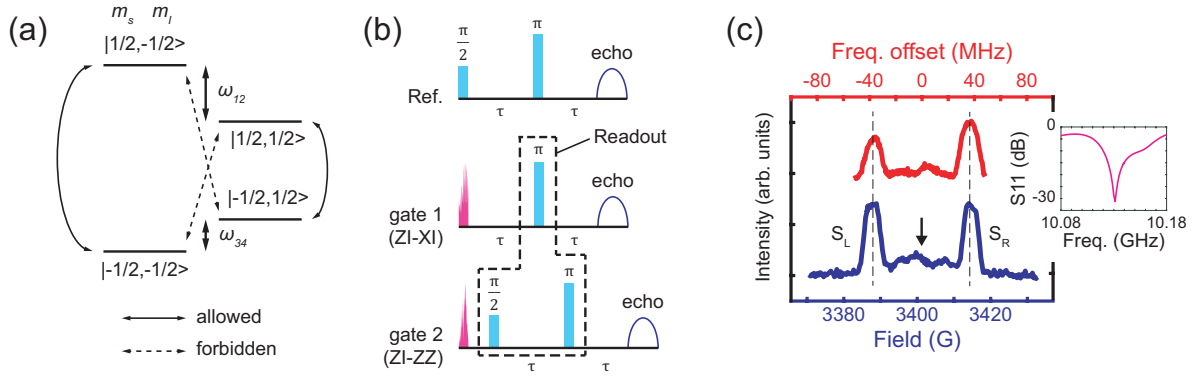 (a)
m_s m_I
|1/2,-1/2>
ω_12
|1/2,1/2>
|-1/2,1/2>
ω_34
|-1/2,-1/2>
allowed
forbidden
(b)
π/2
π
echo
Ref.
τ
τ
Readout
π
echo
gate 1
(ZI-XI)
τ
τ
π/2
π
echo
gate 2
(ZI-ZZ)
τ
τ
(c)
Freq. offset (MHz)
-80 -40 0 40 80
Intensity (arb. units)
S_L
S_R
3380 3400 3420
Field (G)
S11 (dB)
0
-30
10.08 10.18
Freq. (GHz)